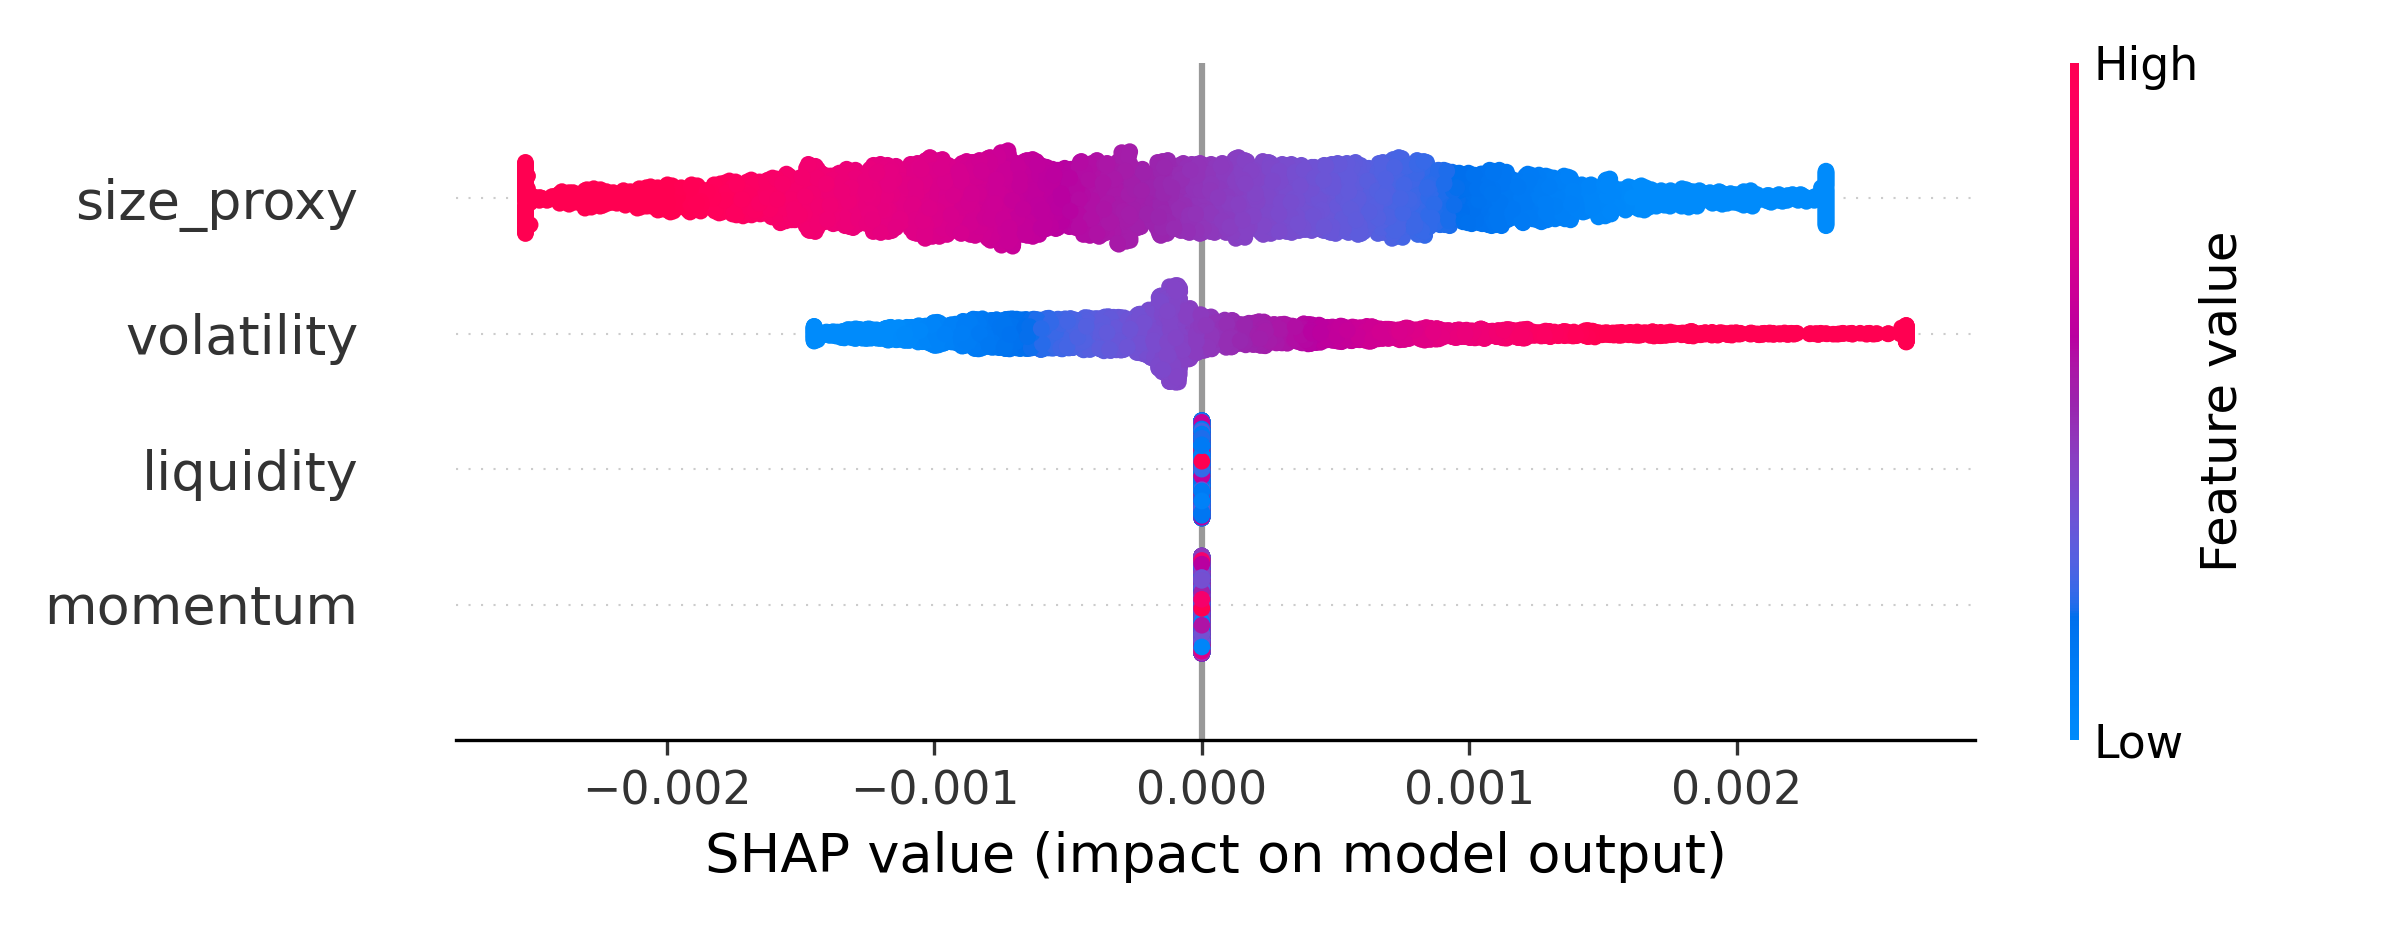 High
size_proxy
volatility
liquidity
momentum
Feature value
Low
−0.002
−0.001
0.000
0.001
0.002
SHAP value (impact on model output)